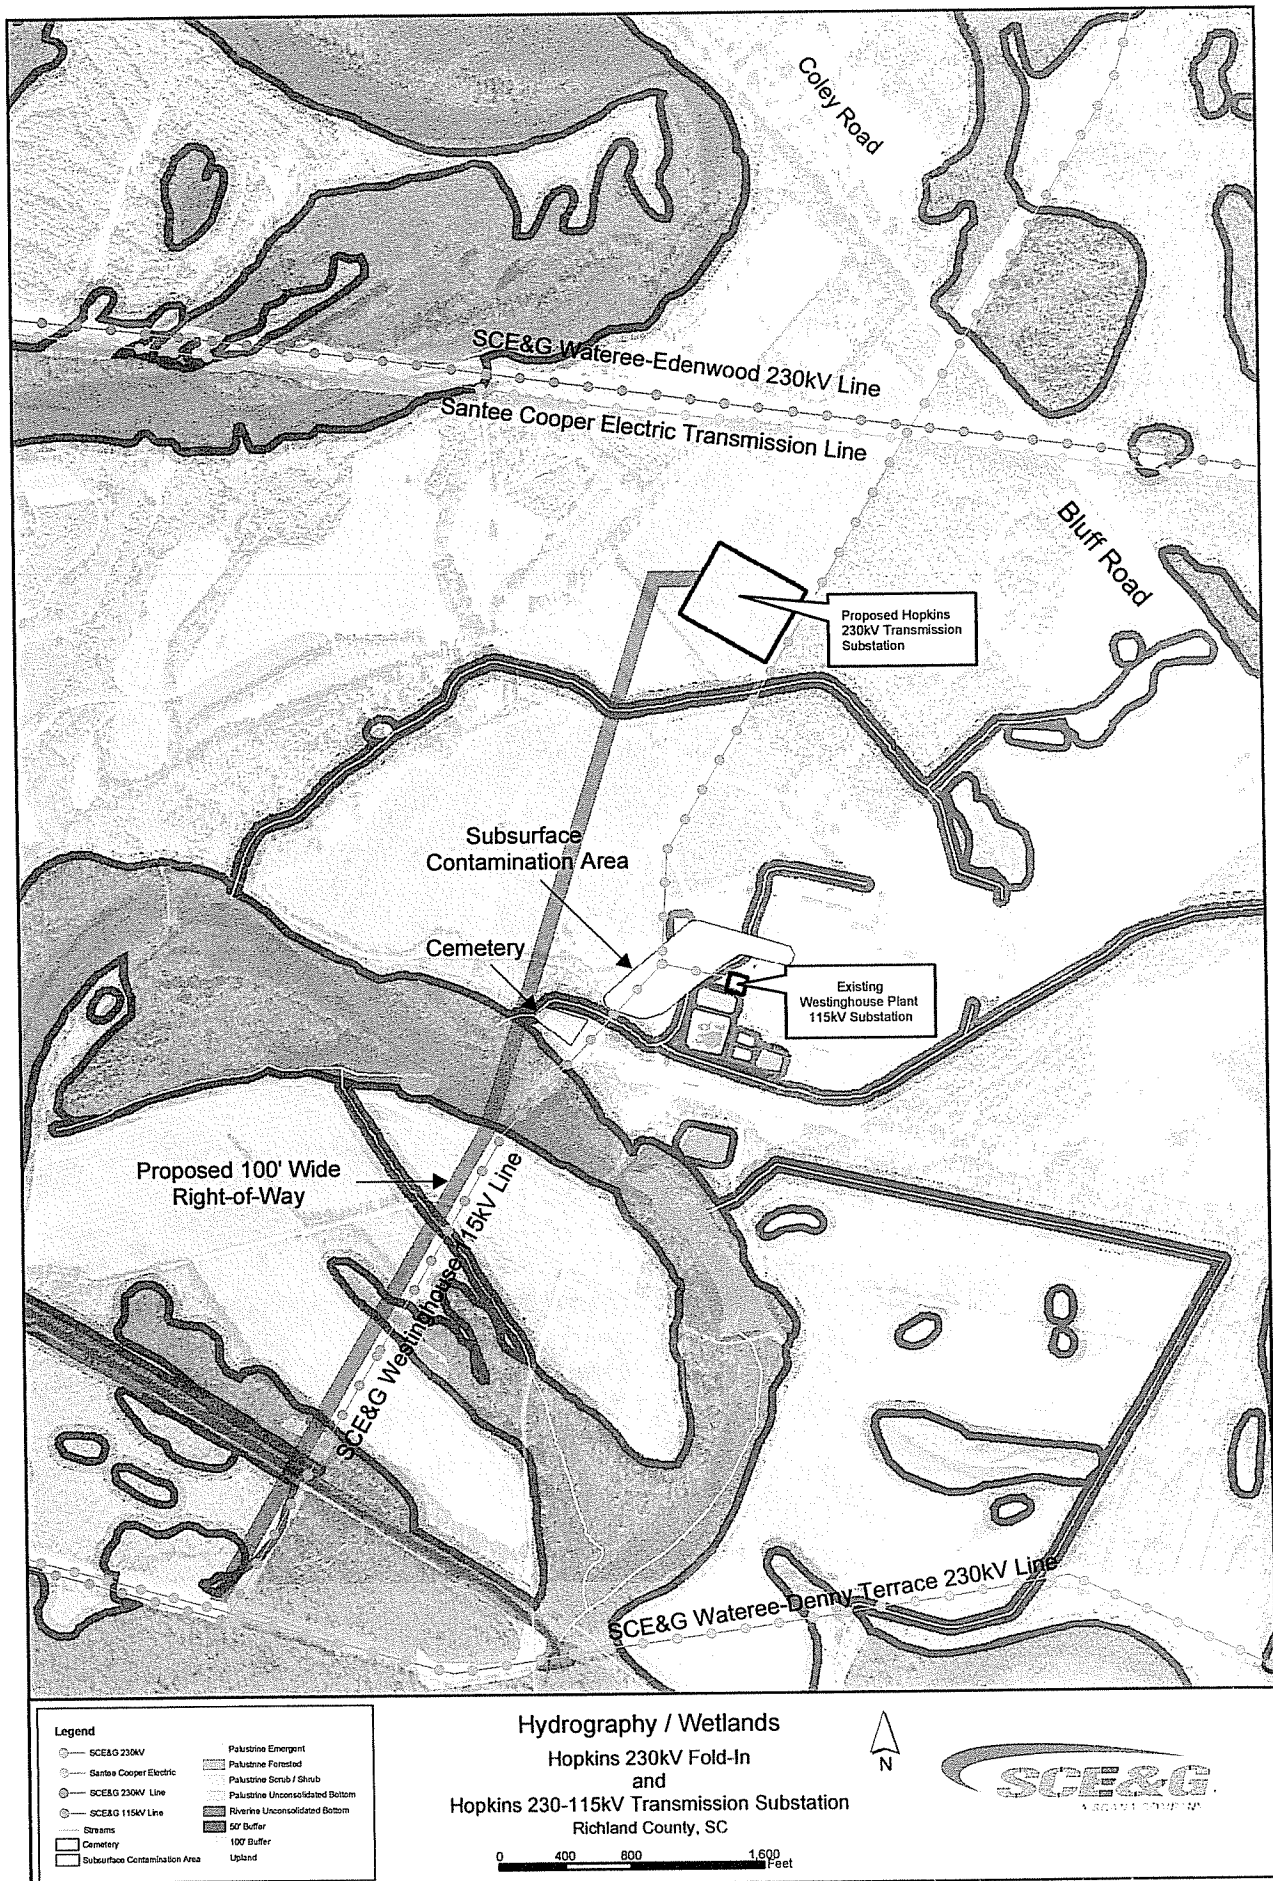 Coley Road
SCE&G Wateree-Edenwood 230kV Line
Santee Cooper Electric Transmission Line
Bluff Road
Proposed Hopkins
230kV Transmission
Substation
Subsurface
Contamination Area
Cemetery
Existing
Westinghouse Plant
115kV Substation
Proposed 100' Wide
Right-of-Way
SCE&G Westinghouse 115kV Line
SCE&G Wateree-Denny Terrace 230kV Line
Legend
SCE&G 230kV
Santee Cooper Electric
SCE&G 230kV Line
SCE&G 115kV Line
Streams
Cemetery
Subsurface Contamination Area
Palustrine Emergent
Palustrine Forested
Palustrine Scrub / Shrub
Palustrine Unconsolidated Bottom
Riverine Unconsolidated Bottom
50' Buffer
100' Buffer
Upland
Hydrography / Wetlands
Hopkins 230kV Fold-In
and
Hopkins 230-115kV Transmission Substation
Richland County, SC
0 400 800 1,600
Feet
N
SCE&G
A SCANA COMPANY